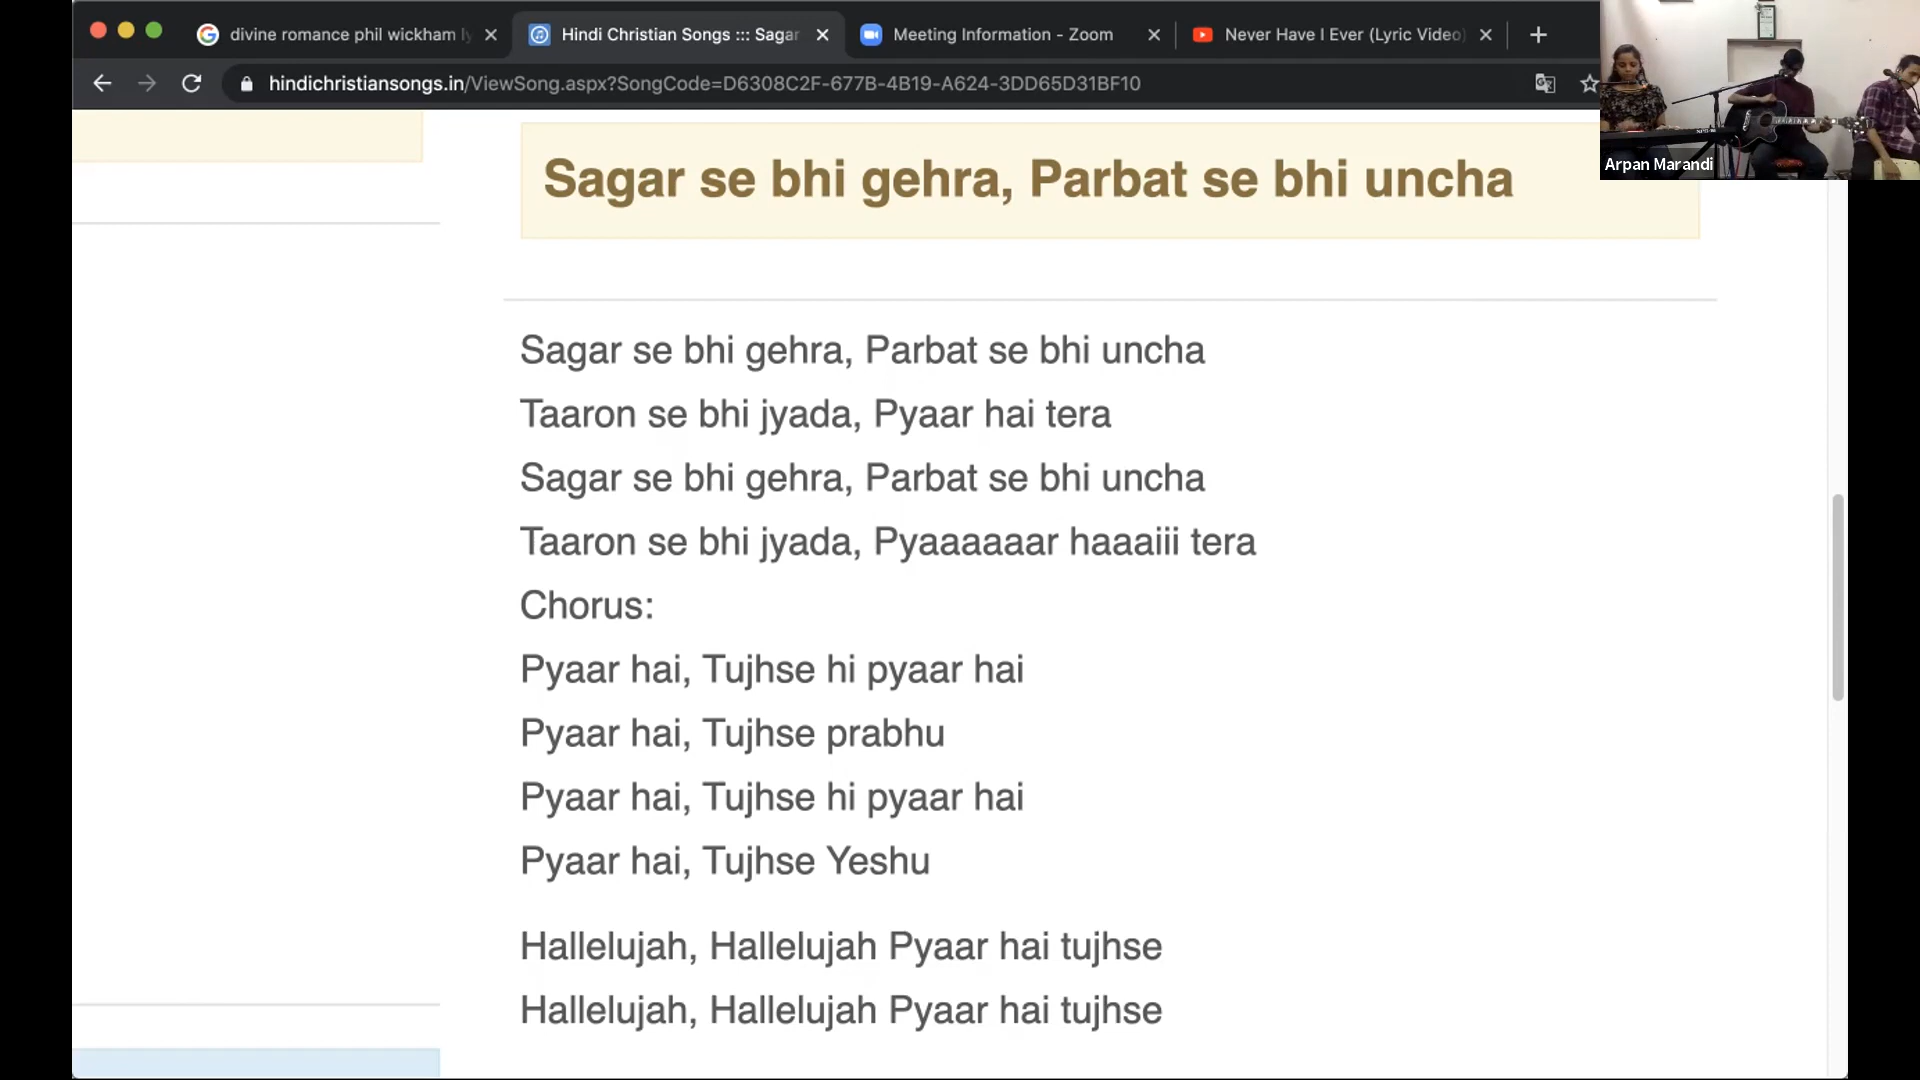 divine romance phil wickham ly
Hindi Christian Songs ::: Sagar
Meeting Information - Zoom
Never Have I Ever (Lyric Video)
hindichristiansongs.in/ViewSong.aspx?SongCode=D6308C2F-677B-4B19-A624-3DD65D31BF10
Arpan Marandi
Sagar se bhi gehra, Parbat se bhi uncha
Sagar se bhi gehra, Parbat se bhi uncha
Taaron se bhi jyada, Pyaar hai tera
Sagar se bhi gehra, Parbat se bhi uncha
Taaron se bhi jyada, Pyaaaaaar haaaiii tera
Chorus:
Pyaar hai, Tujhse hi pyaar hai
Pyaar hai, Tujhse prabhu
Pyaar hai, Tujhse hi pyaar hai
Pyaar hai, Tujhse Yeshu
Hallelujah, Hallelujah Pyaar hai tujhse
Hallelujah, Hallelujah Pyaar hai tujhse